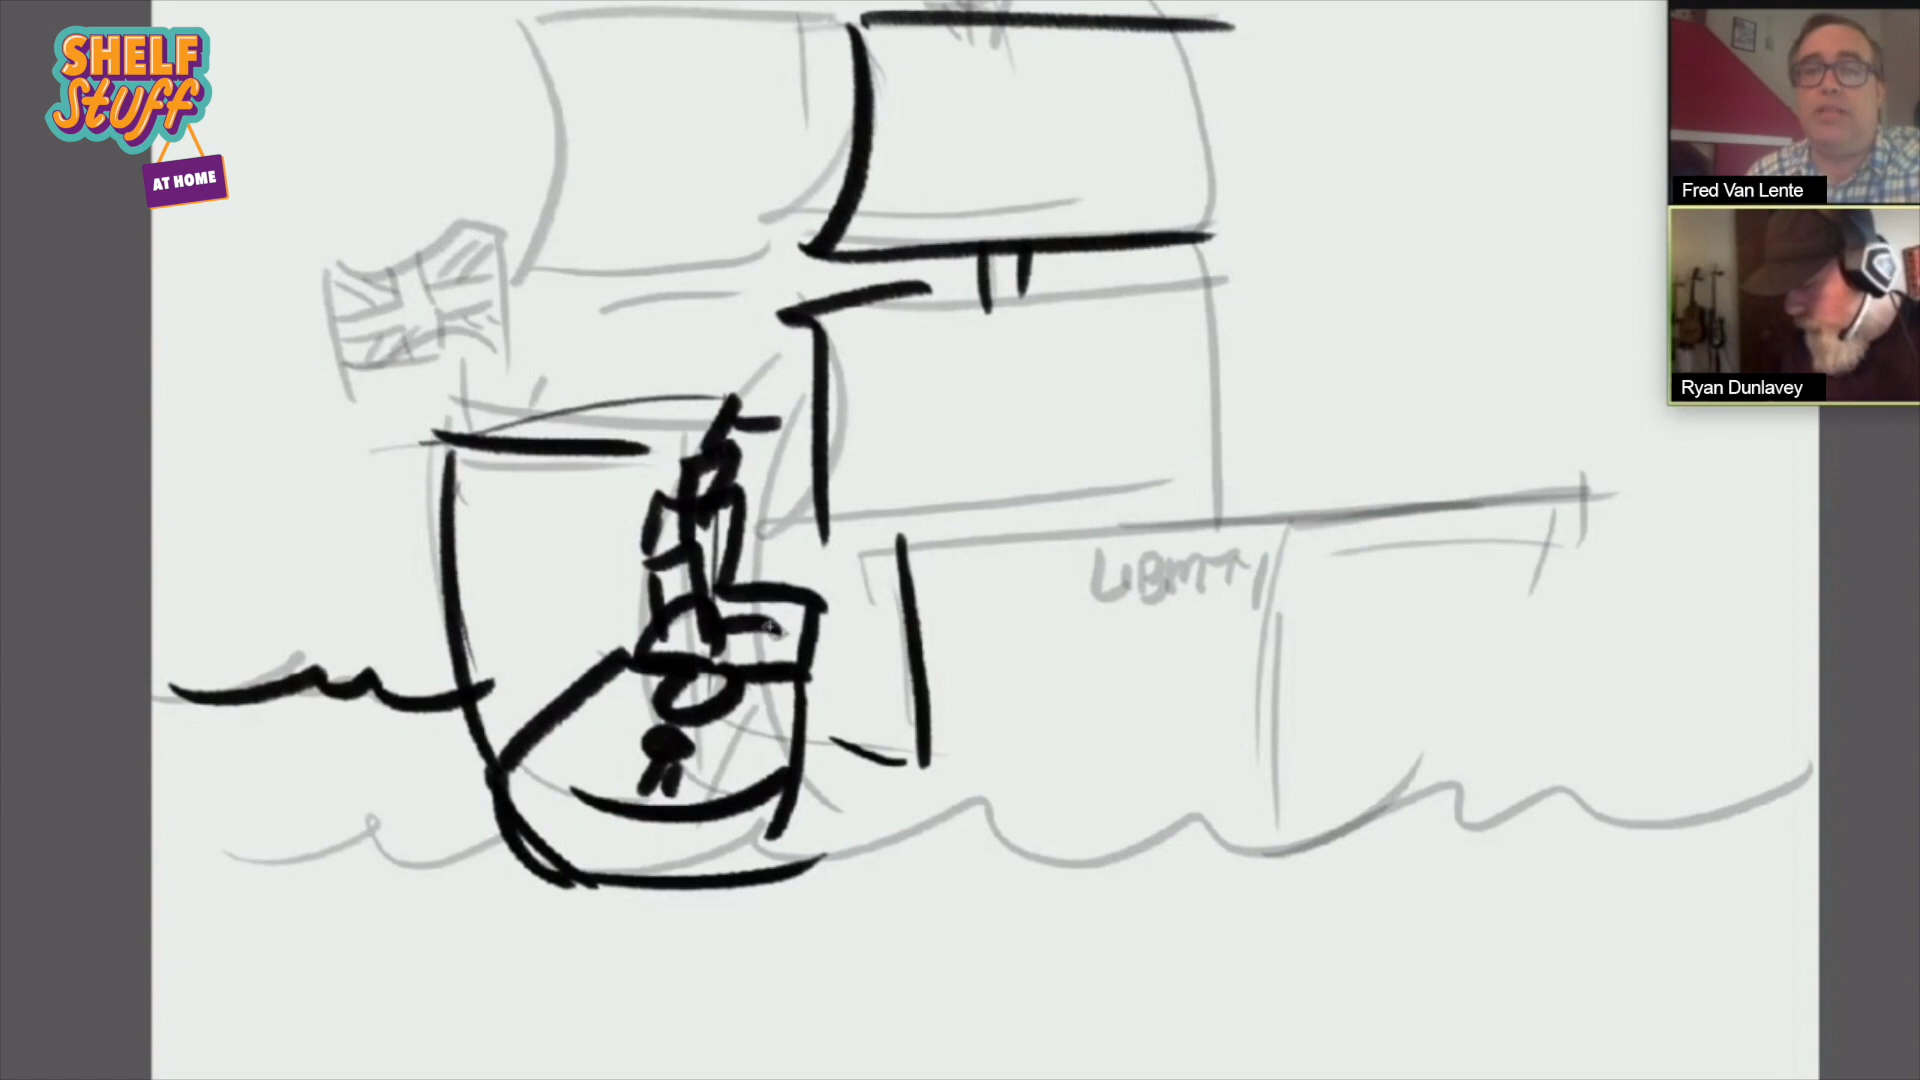 SHELF
Stuff
AT HOME
Fred Van Lente
Ryan Dunlavey